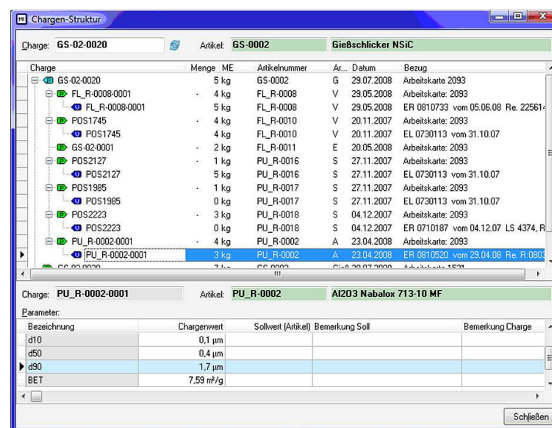 Chargen-Struktur
Charge: GS-02-0020 Artikel: GS-0002 Gießschlicker NSiC
Charge Menge ME Artikelnummer Ar... Datum Bezug
GS-02-0020 5 kg GS-0002 G 29.07.2008 Arbeitskarte 2093
FL_R-0008-0001 - 4 kg FL_R-0008 V 29.05.2008 Arbeitskarte: 2093
FL_R-0008-0001 5 kg FL_R-0008 V 29.05.2008 ER 0810733 vom 05.06.08 Re. 225614
POS1745 - 4 kg FL_R-0010 V 20.11.2007 Arbeitskarte: 2093
POS1745 4 kg FL_R-0010 V 20.11.2007 EL 0730113 vom 31.10.07
GS-02-0001 - 2 kg FL_R-0011 E 20.05.2008 Arbeitskarte: 2093
POS2127 - 1 kg PU_R-0016 S 27.11.2007 Arbeitskarte: 2093
POS2127 5 kg PU_R-0016 S 27.11.2007 EL 0730113 vom 31.10.07
POS1985 - 1 kg PU_R-0017 S 27.11.2007 Arbeitskarte: 2093
POS1985 0 kg PU_R-0017 S 27.11.2007 EL 0730113 vom 31.10.07
POS2223 - 3 kg PU_R-0018 S 04.12.2007 Arbeitskarte: 2093
POS2223 0 kg PU_R-0018 S 04.12.2007 ER 0710187 vom 04.12.07 LS 4374, R
PU_R-0002-0001 - 4 kg PU_R-0002 A 23.04.2008 Arbeitskarte: 2093
PU_R-0002-0001 3 kg PU_R-0002 A 23.04.2008 ER 0810520 vom 29.04.08 Re. R:0803
Charge: PU_R-0002-0001 Artikel: PU_R-0002 Al2O3 Nabalox 713-10 MF
Parameter:
Bezeichnung Chargenwert Sollwert (Artikel) Bemerkung Soll Bemerkung Charge
d10 0,1 µm
d50 0,4 µm
d90 1,7 µm
BET 7,59 m²/g
Schließen